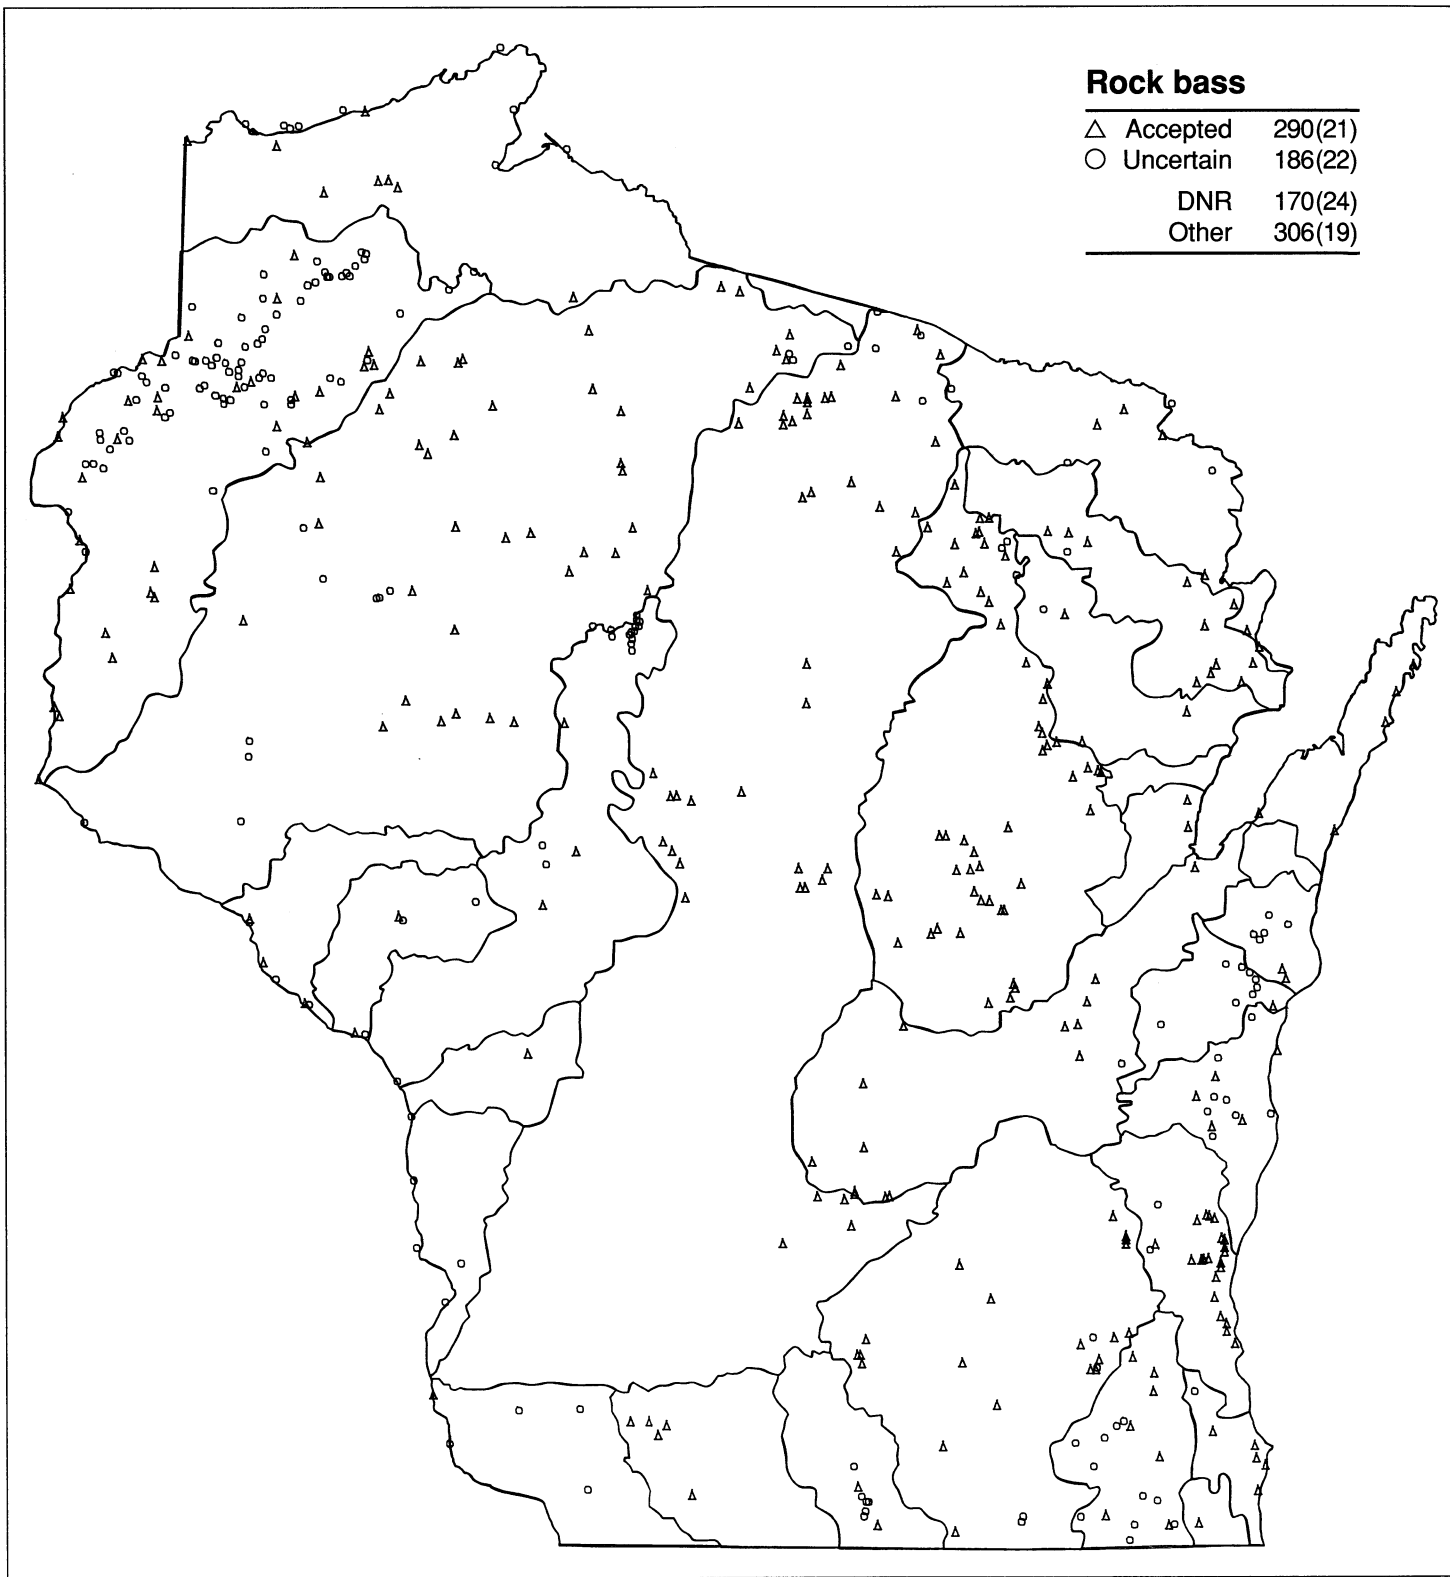 Rock bass
△ Accepted 290(21)
○ Uncertain 186(22)
DNR 170(24)
Other 306(19)